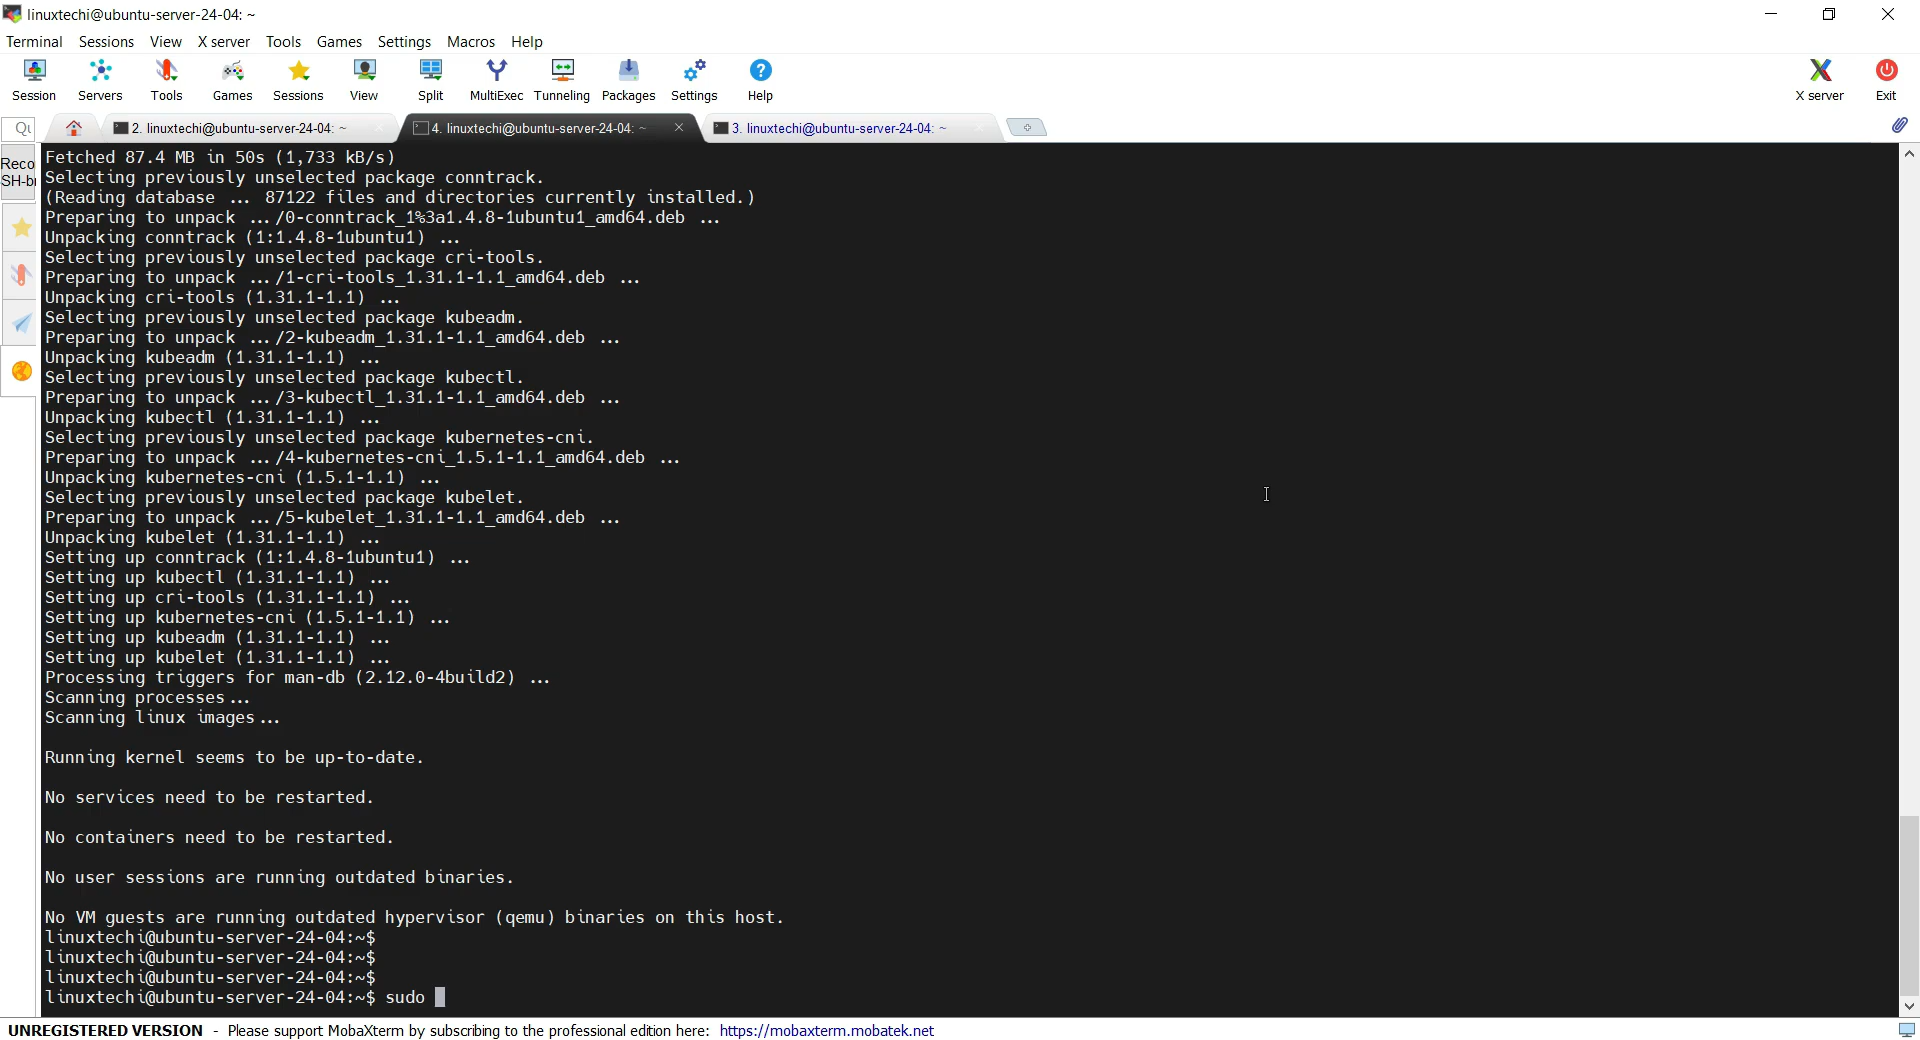 linuxtechi@ubuntu-server-24-04: ~
Terminal Sessions View X server Tools Games Settings Macros Help
Session Servers Tools Games Sessions View Split MultiExec Tunneling Packages Settings Help X server Exit
Qu 2. linuxtechi@ubuntu-server-24-04: ~ 4. linuxtechi@ubuntu-server-24-04: ~ 3. linuxtechi@ubuntu-server-24-04: ~
Reco
SH-b
Fetched 87.4 MB in 50s (1,733 kB/s)
Selecting previously unselected package conntrack.
(Reading database ... 87122 files and directories currently installed.)
Preparing to unpack .../0-conntrack_1%3a1.4.8-1ubuntu1_amd64.deb ...
Unpacking conntrack (1:1.4.8-1ubuntu1) ...
Selecting previously unselected package cri-tools.
Preparing to unpack .../1-cri-tools_1.31.1-1.1_amd64.deb ...
Unpacking cri-tools (1.31.1-1.1) ...
Selecting previously unselected package kubeadm.
Preparing to unpack .../2-kubeadm_1.31.1-1.1_amd64.deb ...
Unpacking kubeadm (1.31.1-1.1) ...
Selecting previously unselected package kubectl.
Preparing to unpack .../3-kubectl_1.31.1-1.1_amd64.deb ...
Unpacking kubectl (1.31.1-1.1) ...
Selecting previously unselected package kubernetes-cni.
Preparing to unpack .../4-kubernetes-cni_1.5.1-1.1_amd64.deb ...
Unpacking kubernetes-cni (1.5.1-1.1) ...
Selecting previously unselected package kubelet.
Preparing to unpack .../5-kubelet_1.31.1-1.1_amd64.deb ...
Unpacking kubelet (1.31.1-1.1) ...
Setting up conntrack (1:1.4.8-1ubuntu1) ...
Setting up kubectl (1.31.1-1.1) ...
Setting up cri-tools (1.31.1-1.1) ...
Setting up kubernetes-cni (1.5.1-1.1) ...
Setting up kubeadm (1.31.1-1.1) ...
Setting up kubelet (1.31.1-1.1) ...
Processing triggers for man-db (2.12.0-4build2) ...
Scanning processes...
Scanning linux images...
Running kernel seems to be up-to-date.
No services need to be restarted.
No containers need to be restarted.
No user sessions are running outdated binaries.
No VM guests are running outdated hypervisor (qemu) binaries on this host.
linuxtechi@ubuntu-server-24-04:~$
linuxtechi@ubuntu-server-24-04:~$
linuxtechi@ubuntu-server-24-04:~$
linuxtechi@ubuntu-server-24-04:~$ sudo
UNREGISTERED VERSION - Please support MobaXterm by subscribing to the professional edition here: https://mobaxterm.mobatek.net